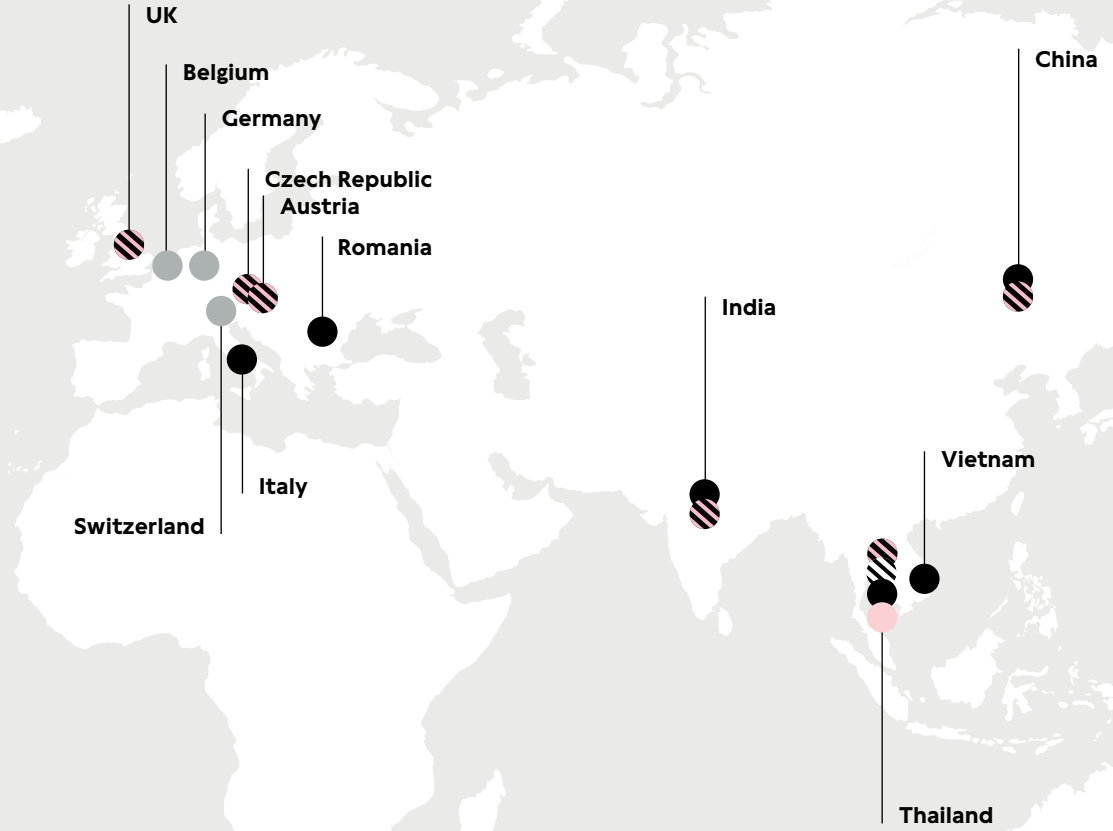 UK
Belgium
China
Germany
Czech Republic
Austria
Romania
India
Vietnam
Italy
Switzerland
Thailand